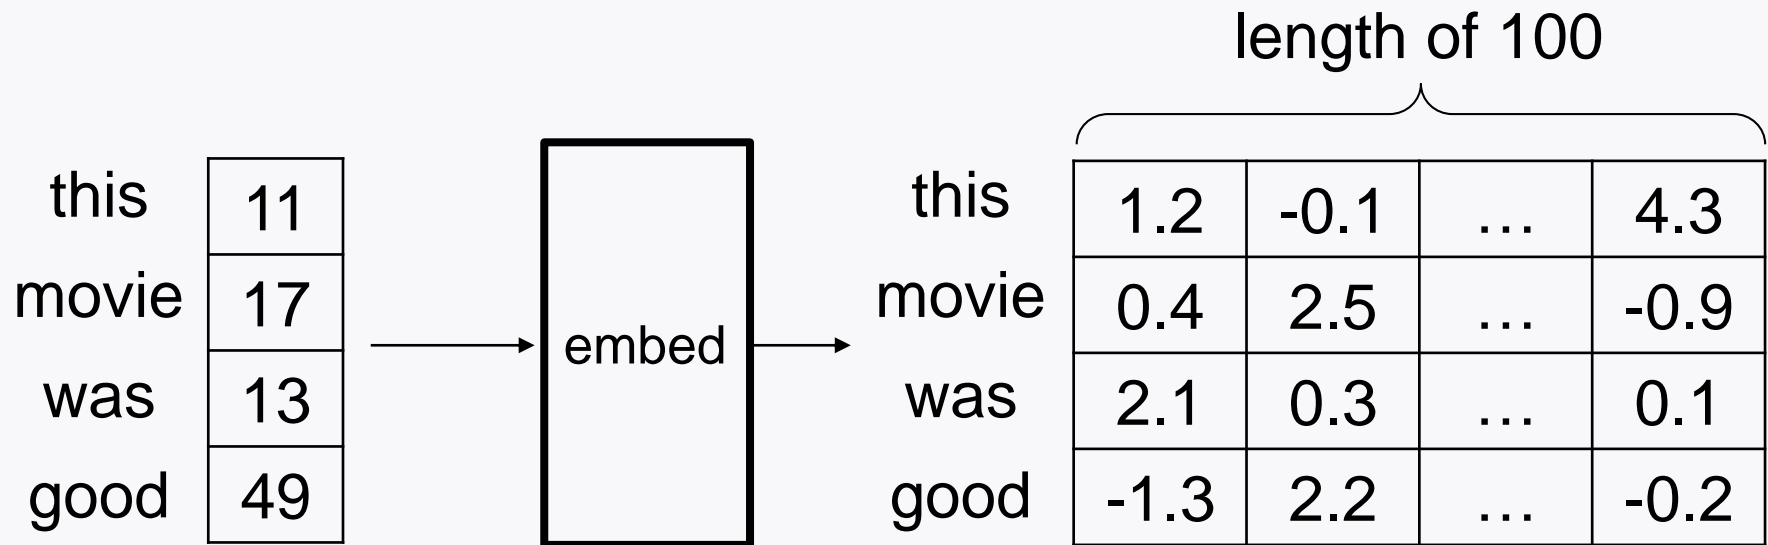 length of 100
this 11 this 1.2 -0.1 … 4.3
movie 17 movie 0.4 2.5 … -0.9
embed
was 13 was 2.1 0.3 … 0.1
good 49 good -1.3 2.2 … -0.2